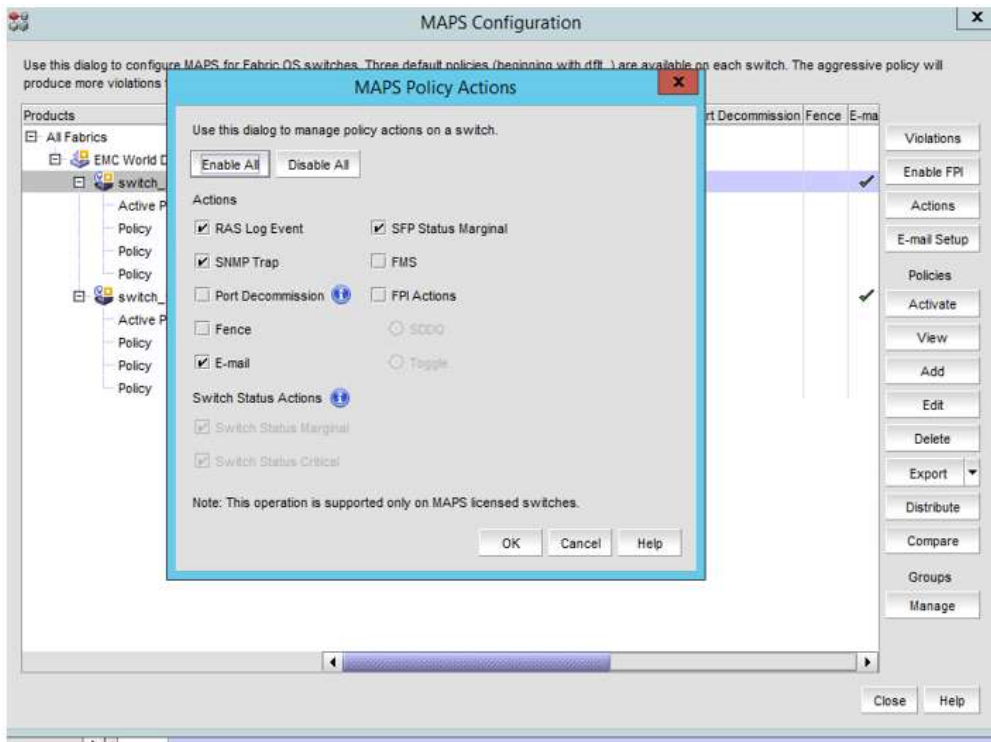 MAPS Configuration
x
Use this dialog to configure MAPS for Fabric OS switches. Three default policies (beginning with dflt_) are available on each switch. The aggressive policy will
produce more violations
MAPS Policy Actions
x
Products
rt Decommission Fence E-ma
All Fabrics
EMC World D
switch_
Active P
Policy
Policy
Policy
switch_
Active P
Policy
Policy
Policy
Use this dialog to manage policy actions on a switch.
Enable All Disable All
Actions
RAS Log Event SFP Status Marginal
SNMP Trap FMS
Port Decommission FPI Actions
Fence SDDQ
E-mail Toggle
Switch Status Actions
Switch Status Marginal
Switch Status Critical
Note: This operation is supported only on MAPS licensed switches.
OK Cancel Help
Violations
Enable FPI
Actions
E-mail Setup
Policies
Activate
View
Add
Edit
Delete
Export
Distribute
Compare
Groups
Manage
Close Help